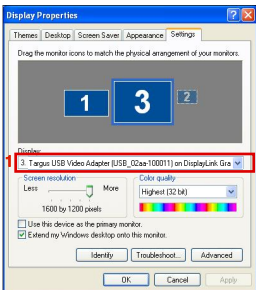 Display Properties
Themes Desktop Screen Saver Appearance Settings
Drag the monitor icons to match the physical arrangement of your monitors.
1 3 2
Display:
1 3. Targus USB Video Adapter (USB_02aa-100011) on DisplayLink Gra
Screen resolution Color quality
Less More Highest (32 bit)
1600 by 1200 pixels
Use this device as the primary monitor.
Extend my Windows desktop onto this monitor.
Identify Troubleshoot... Advanced
OK Cancel Apply